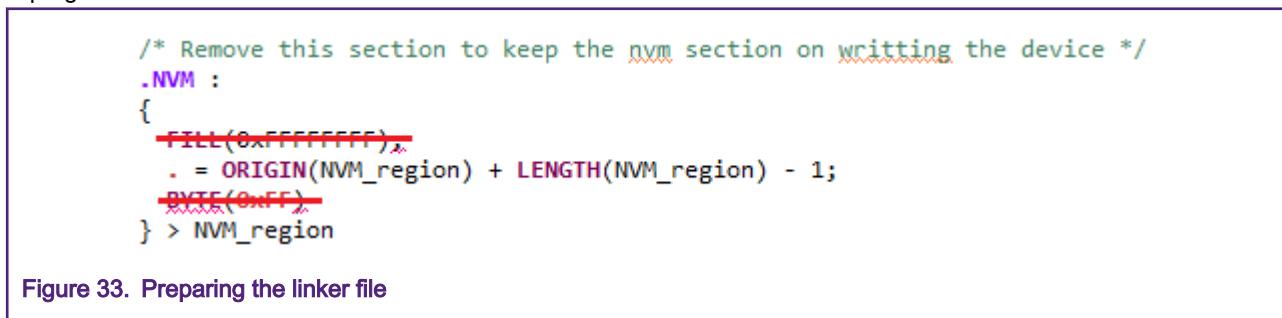 /* Remove this section to keep the nvm section on writting the device */
.NVM :
{
FILL(0xFFFFFFFF);
. = ORIGIN(NVM_region) + LENGTH(NVM_region) - 1;
BYTE(0xFF)
} > NVM_region
Figure 33. Preparing the linker file